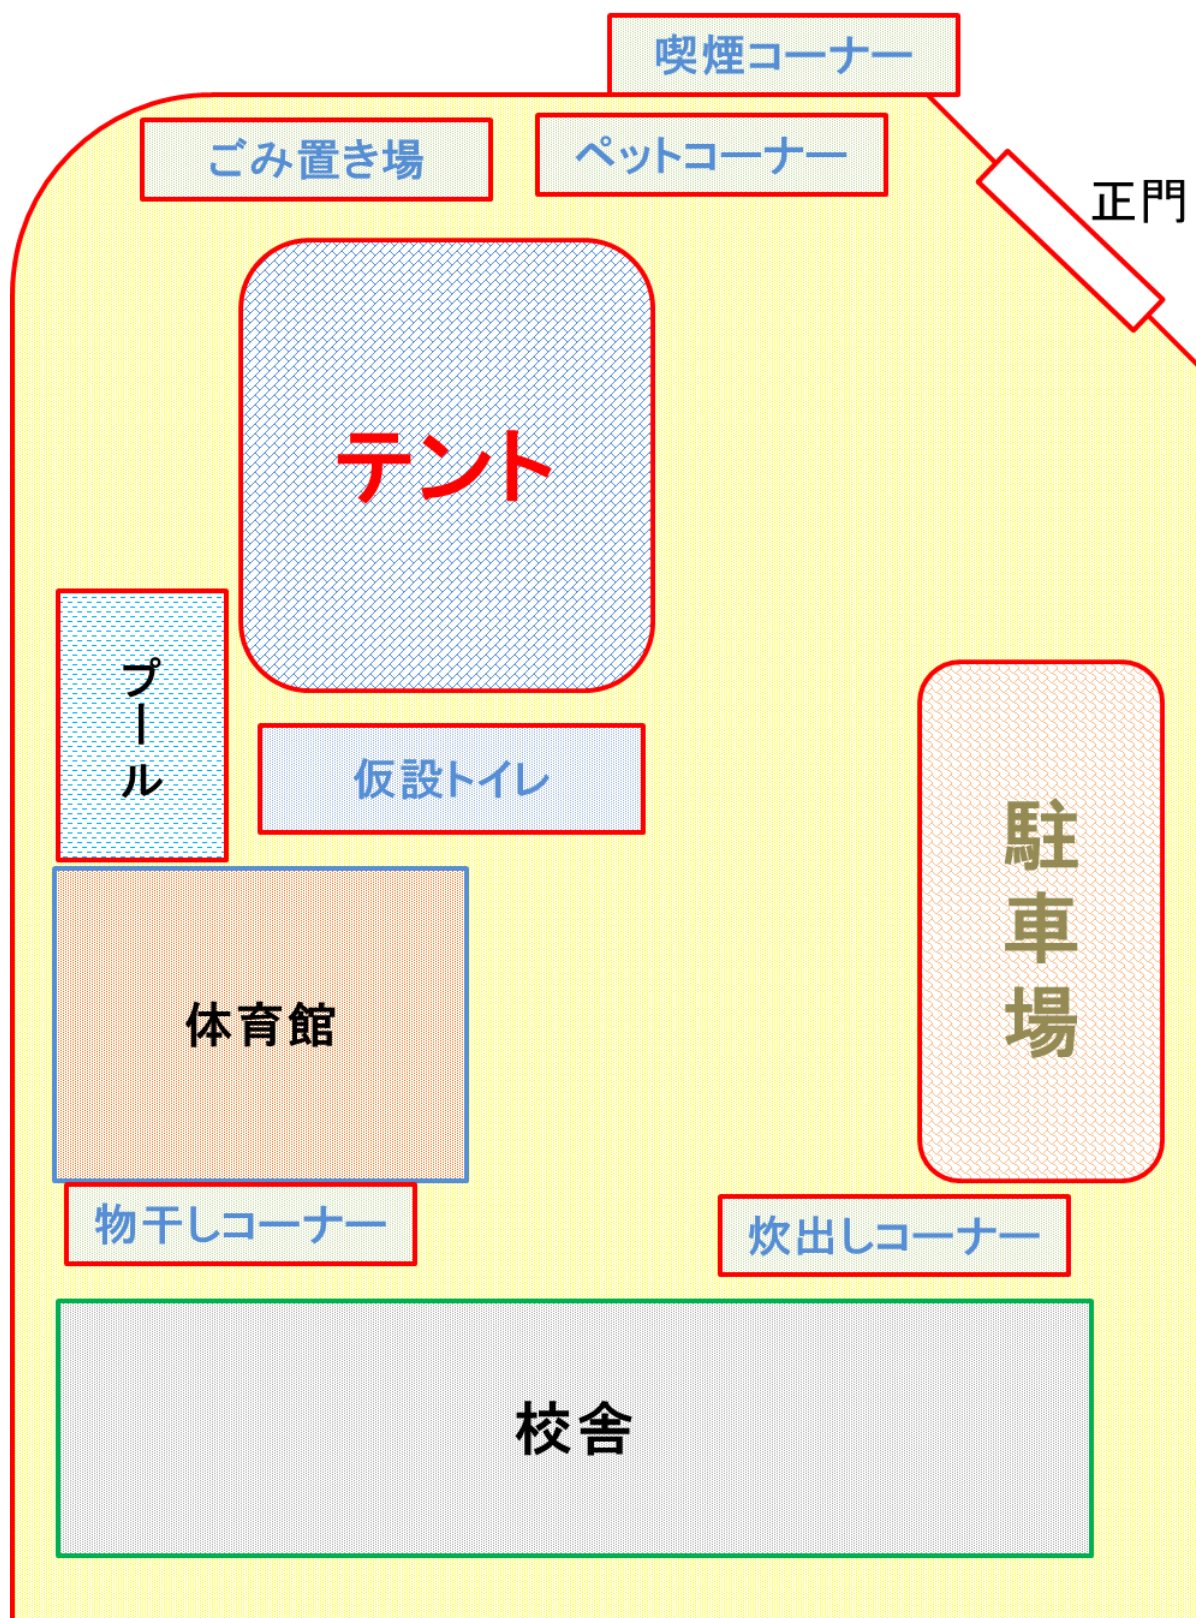 喫煙コーナー
ごみ置き場
ペットコーナー
正門
テント
プール
仮設トイレ
駐車場
体育館
物干しコーナー
炊出しコーナー
校舎